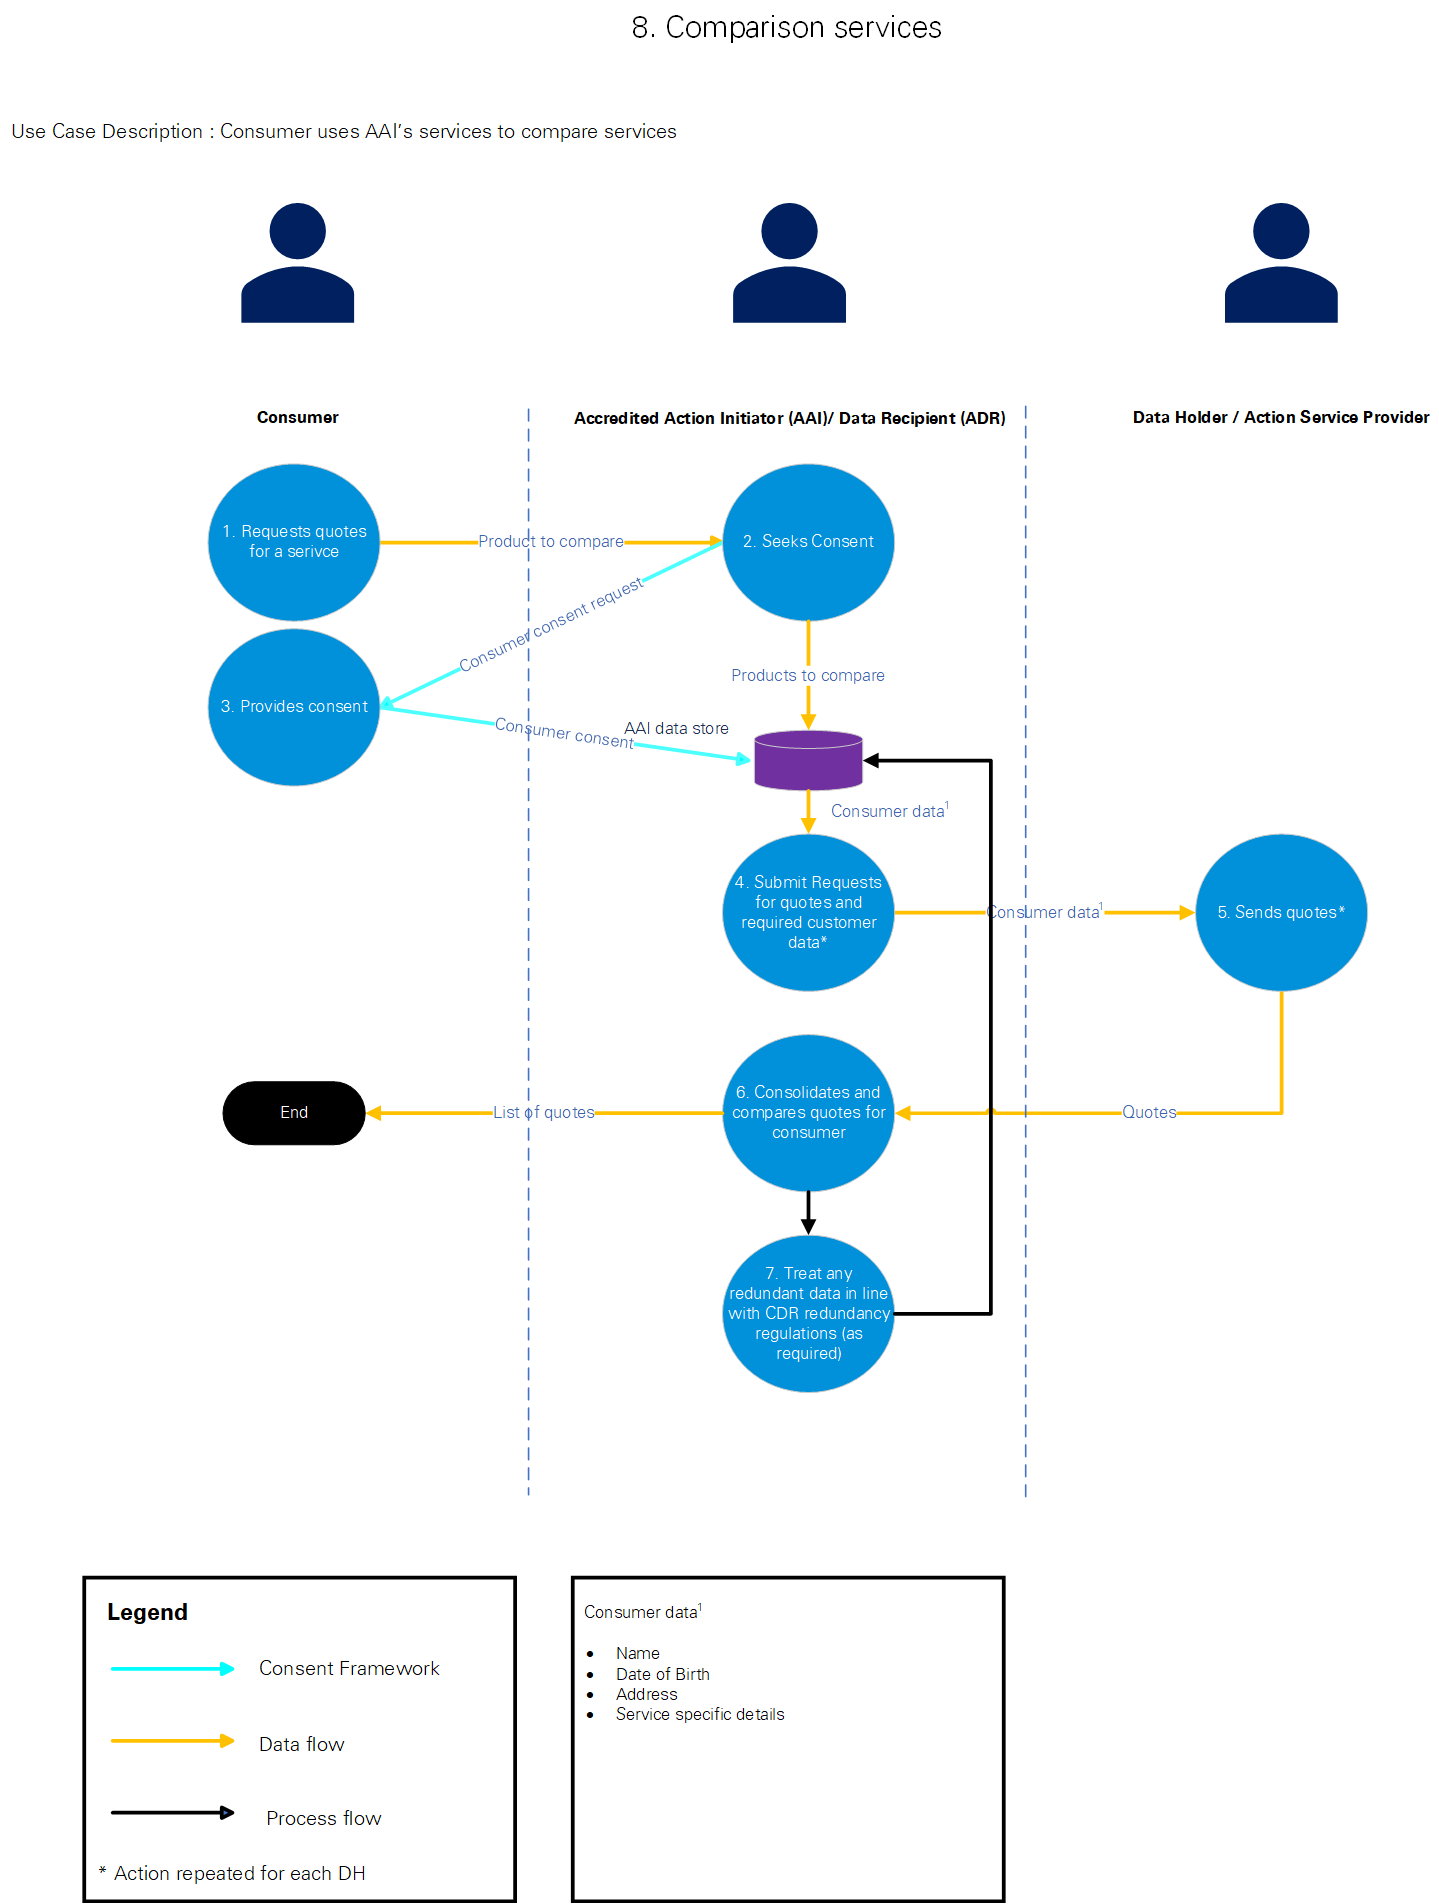 8. Comparison services
Use Case Description : Consumer uses AAI's services to compare services
Consumer
Accredited Action Initiator (AAI)/ Data Recipient (ADR)
Data Holder / Action Service Provider
1. Requests quotes
for a serivce
Product to compare
2. Seeks Consent
Consumer consent request
3. Provides consent
Products to compare
Consumer consent
AAI data store
Consumer data1
4. Submit Requests
for quotes and
required customer
data*
Consumer data1
5. Sends quotes*
6. Consolidates and
compares quotes for
consumer
End
List of quotes
Quotes
7. Treat any
redundant data in line
with CDR redundancy
regulations (as
required)
Legend
Consent Framework
Data flow
Process flow
* Action repeated for each DH
Consumer data1
• Name
• Date of Birth
• Address
• Service specific details